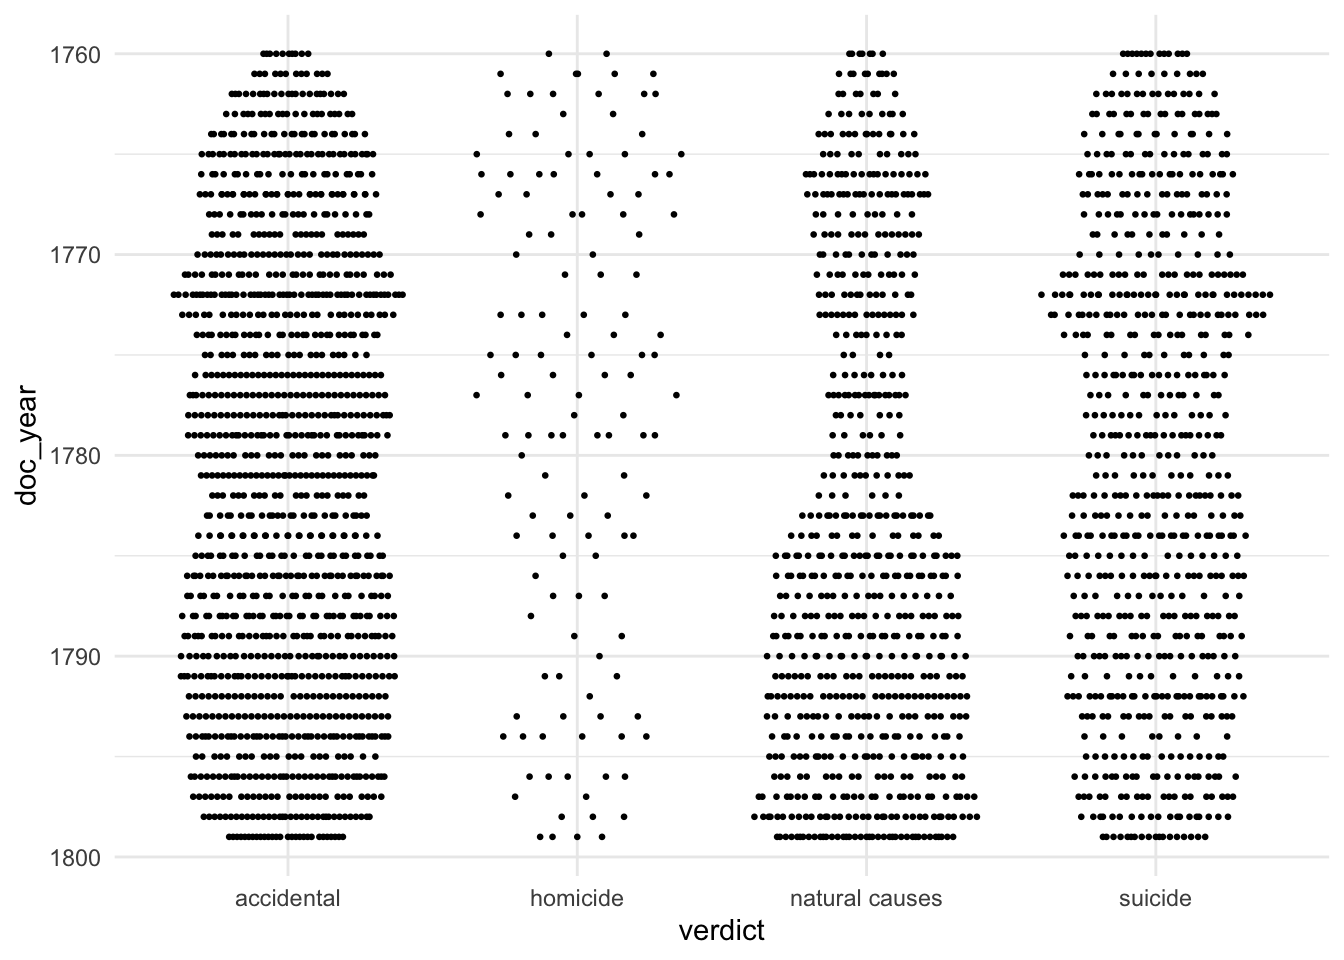 1760
1770
1780
1790
1800
doc_year
accidental
homicide
natural causes
suicide
verdict